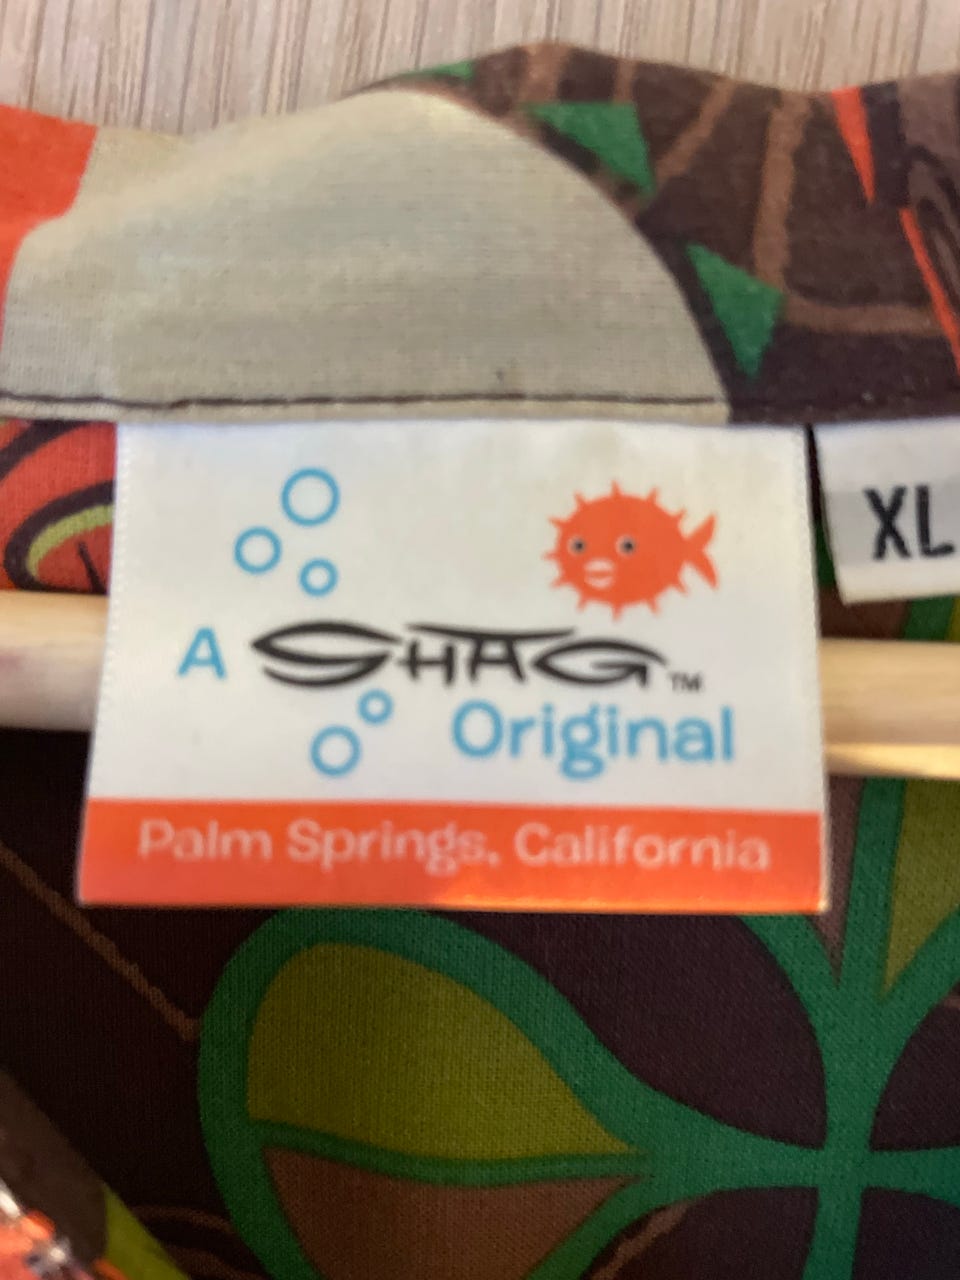 A SHAG™
Original
Palm Springs, California
XL